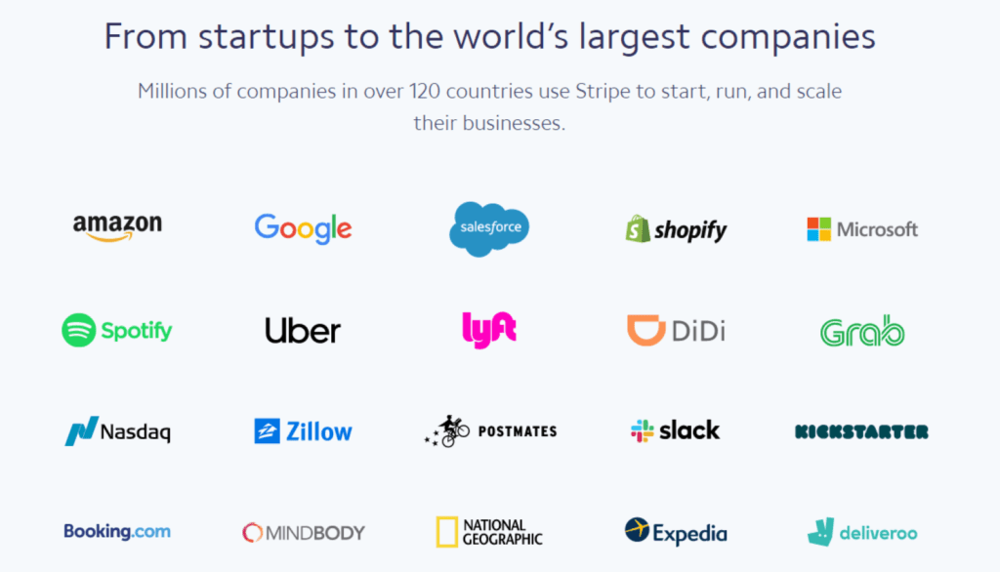 From startups to the world's largest companies
Millions of companies in over 120 countries use Stripe to start, run, and scale
their businesses.
amazon
Google
salesforce
shopify
Microsoft
Spotify
Uber
lyft
DiDi
Grab
Nasdaq
Zillow
POSTMATES
slack
KICKSTARTER
Booking.com
MINDBODY
NATIONAL
GEOGRAPHIC
Expedia
deliveroo